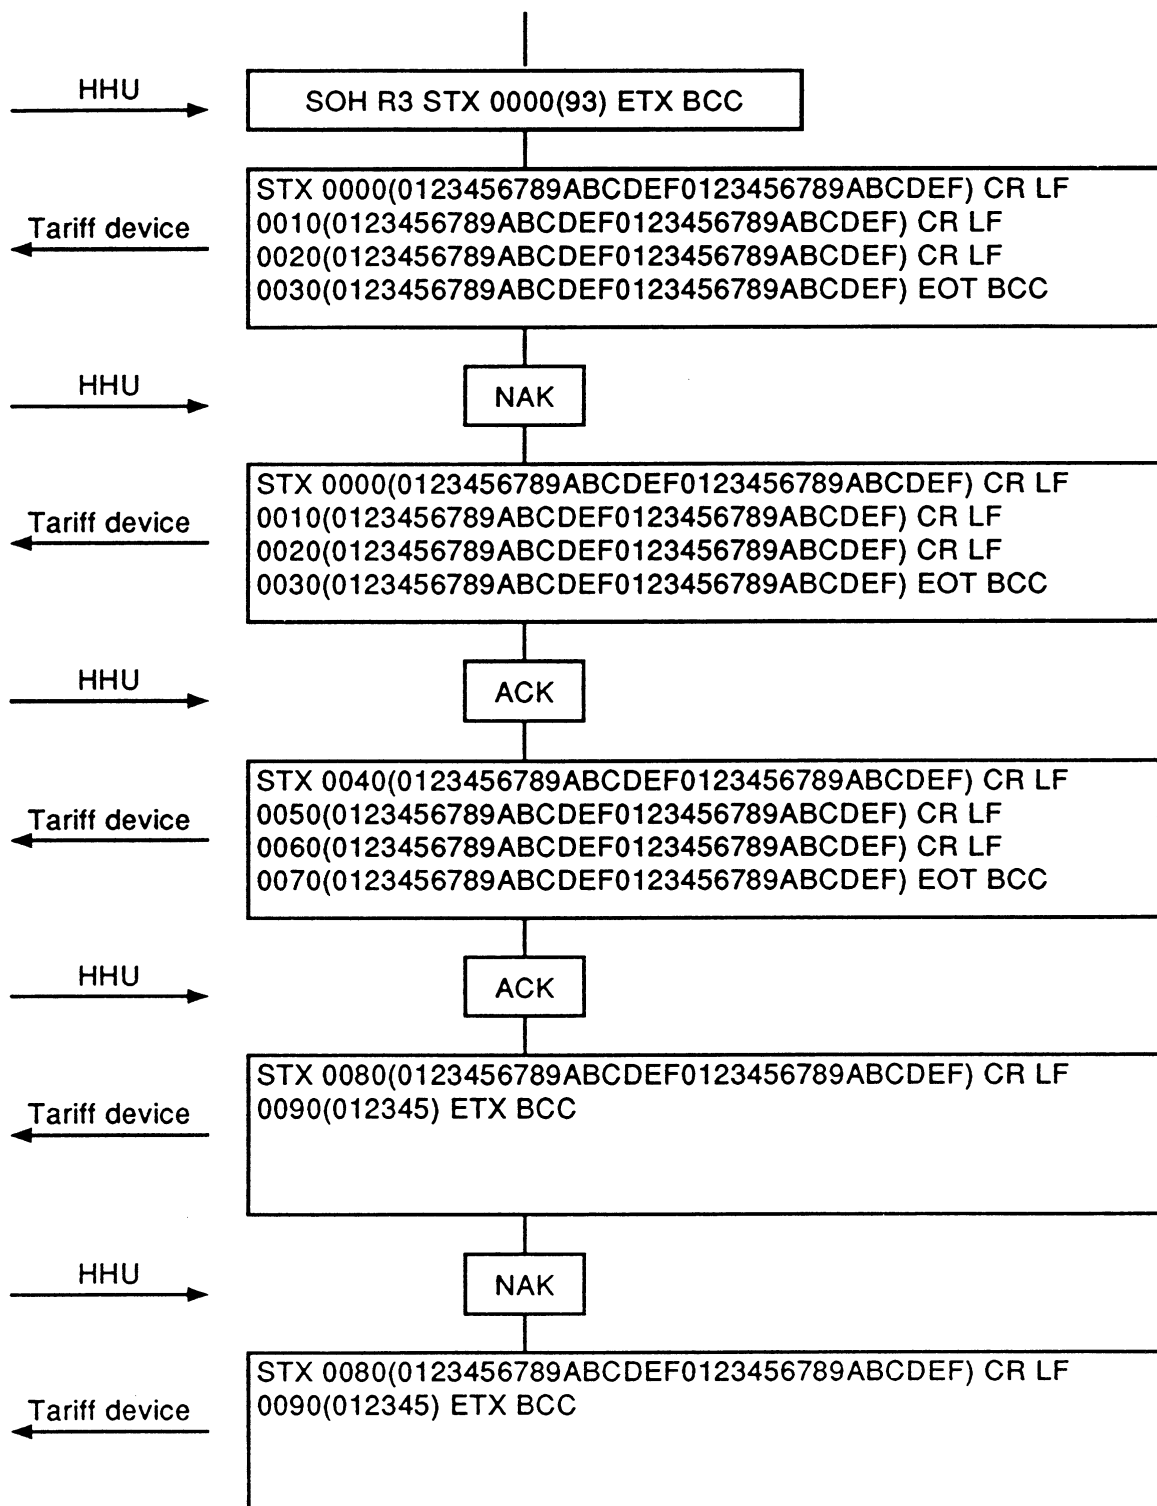 HHU
SOH R3 STX 0000(93) ETX BCC
Tariff device
STX 0000(0123456789ABCDEF0123456789ABCDEF) CR LF
0010(0123456789ABCDEF0123456789ABCDEF) CR LF
0020(0123456789ABCDEF0123456789ABCDEF) CR LF
0030(0123456789ABCDEF0123456789ABCDEF) EOT BCC
HHU
NAK
Tariff device
STX 0000(0123456789ABCDEF0123456789ABCDEF) CR LF
0010(0123456789ABCDEF0123456789ABCDEF) CR LF
0020(0123456789ABCDEF0123456789ABCDEF) CR LF
0030(0123456789ABCDEF0123456789ABCDEF) EOT BCC
HHU
ACK
Tariff device
STX 0040(0123456789ABCDEF0123456789ABCDEF) CR LF
0050(0123456789ABCDEF0123456789ABCDEF) CR LF
0060(0123456789ABCDEF0123456789ABCDEF) CR LF
0070(0123456789ABCDEF0123456789ABCDEF) EOT BCC
HHU
ACK
Tariff device
STX 0080(0123456789ABCDEF0123456789ABCDEF) CR LF
0090(012345) ETX BCC
HHU
NAK
Tariff device
STX 0080(0123456789ABCDEF0123456789ABCDEF) CR LF
0090(012345) ETX BCC